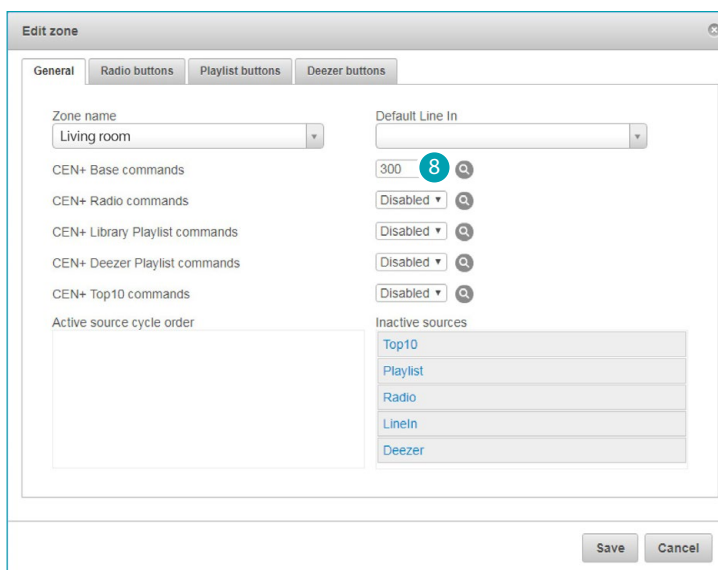 Edit zone
General Radio buttons Playlist buttons Deezer buttons
Zone name Default Line In
Living room
CEN+ Base commands 300 8
CEN+ Radio commands Disabled
CEN+ Library Playlist commands Disabled
CEN+ Deezer Playlist commands Disabled
CEN+ Top10 commands Disabled
Active source cycle order Inactive sources
Top10
Playlist
Radio
LineIn
Deezer
Save Cancel